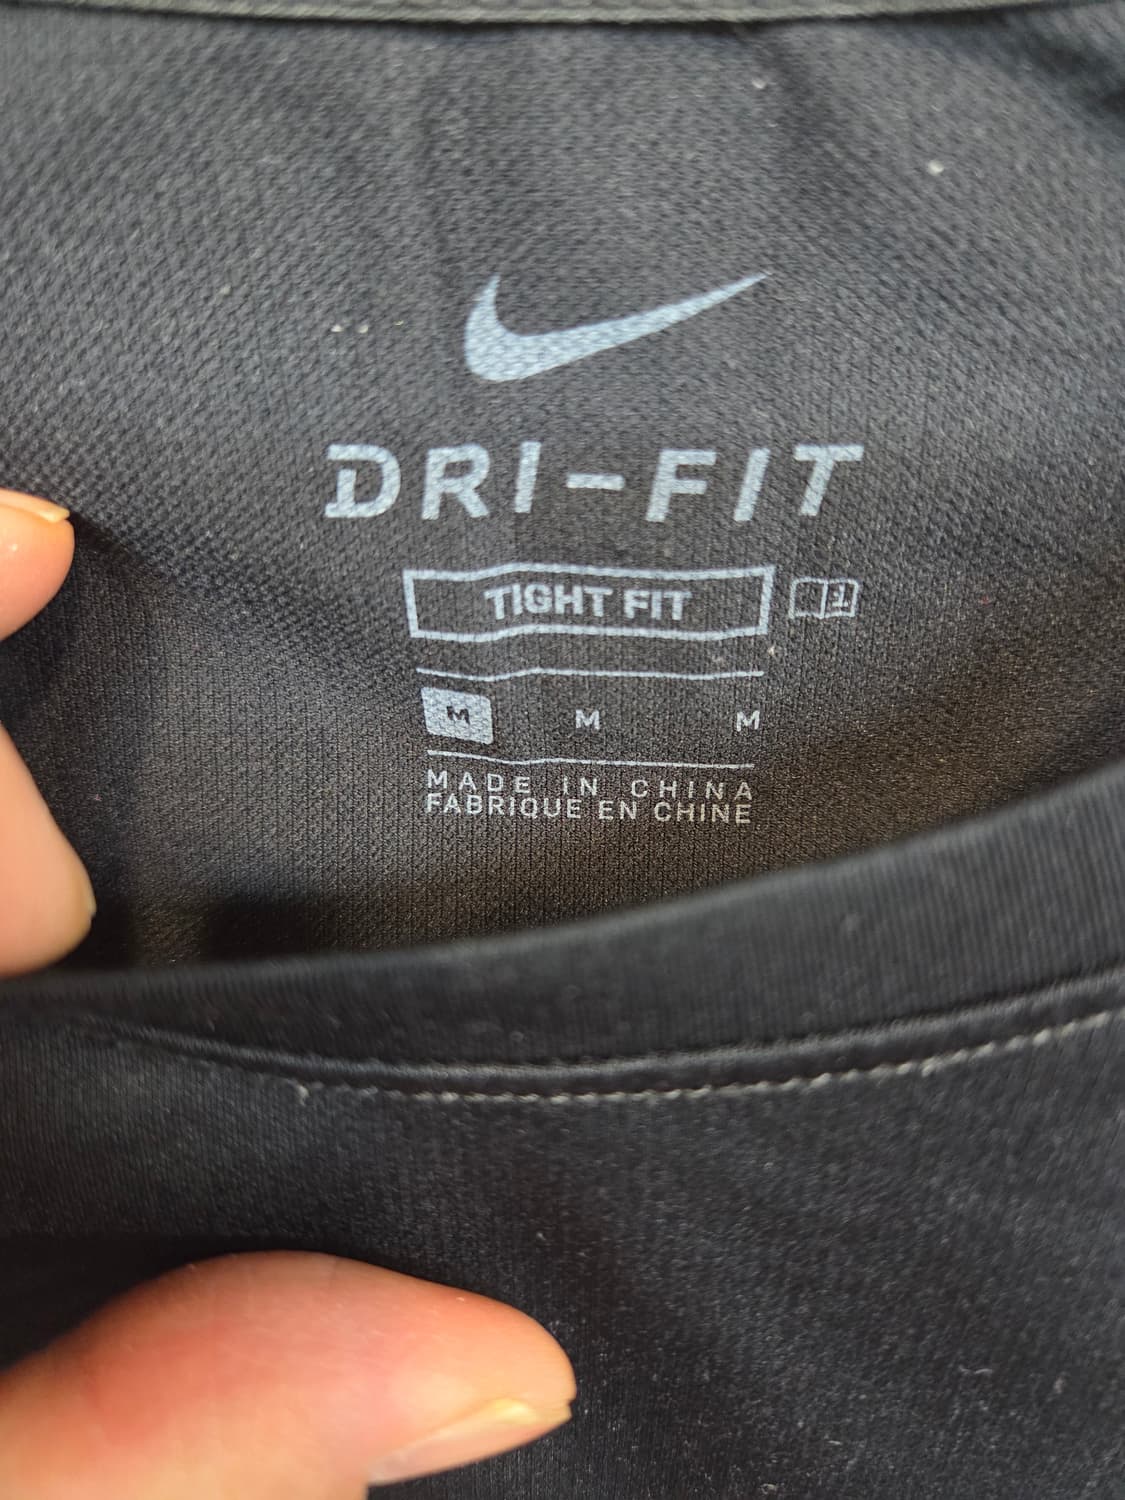 DRI-FIT
TIGHT FIT
M M M
MADE IN CHINA
FABRIQUE EN CHINE